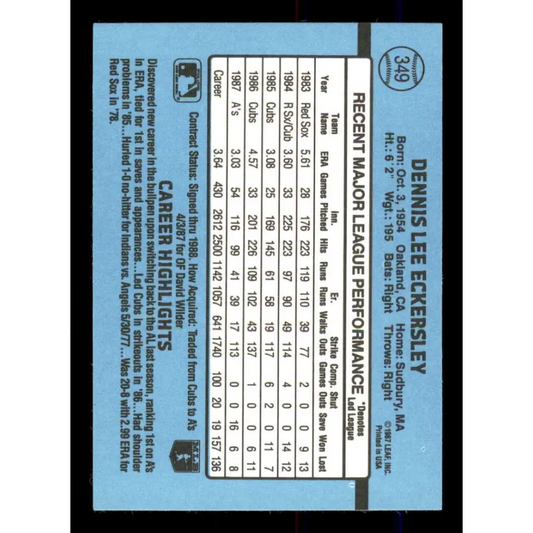 349
DENNIS LEE ECKERSLEY
Born: Oct. 3, 1954 Oakland, CA Home: Sudbury, MA
Ht.: 6' 2" Wgt.: 195 Bats: Right Throws: Right
©1987 LEAF, INC.
Printed in USA
RECENT MAJOR LEAGUE PERFORMANCE *Denotes Led League
Year Team Name ERA Games Inn. Pitched Hits Runs Er. Runs Walks Strike Outs Comp. Games Shut Outs Save Won Lost
1983 Red Sox 5.61 28 176 223 119 110 39 77 2 0 0 9 13
1984 R Sx/Cub 3.60 33 225 223 97 90 49 114 4 0 0 14 12
1985 Cubs 3.08 25 169 145 61 58 19 117 6 2 0 11 7
1986 Cubs 4.57 33 201 226 109 102 43 137 1 0 0 6 11
1987 A's 3.03 54 116 99 41 39 17 113 0 0 16 6 8
Career 3.64 430 2612 2500 1142 1057 641 1740 100 20 19 157 136
Contract Status: Signed thru 1988. How Acquired: Traded from Cubs to A's
4/3/87 for OF David Wilder
CAREER HIGHLIGHTS
Discovered new career in the bullpen upon switching back to the AL last season, ranking 1st on A's
in ERA, tied for 1st in saves and appearances...Led Cubs in strikeouts in '86...Had shoulder
problems in '85...Hurled 1-0 no-hitter for Indians vs. Angels 5/30/77...Was 20-8 with 2.99 ERA for
Red Sox in '78.